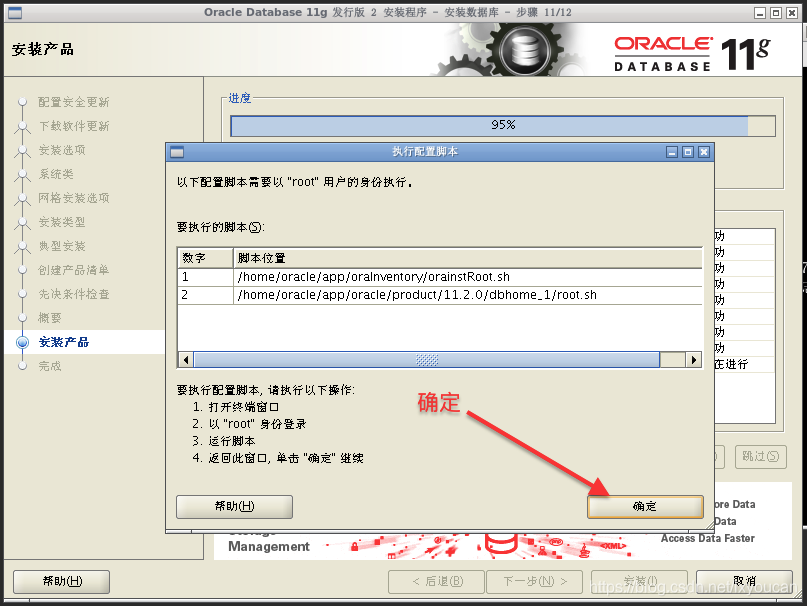 Oracle Database 11g 发行版 2 安装程序 - 安装数据库 - 步骤 11/12
安装产品
ORACLE
DATABASE 11g
配置安全更新
下载软件更新
安装选项
系统类
网格安装选项
安装类型
典型安装
创建产品清单
先决条件检查
概要
安装产品
完成
进度
95%
功
功
功
功
功
功
功
功
在进行
执行配置脚本
以下配置脚本需要以 "root" 用户的身份执行。
要执行的脚本(S):
数字 脚本位置
1 /home/oracle/app/oraInventory/orainstRoot.sh
2 /home/oracle/app/oracle/product/11.2.0/dbhome_1/root.sh
要执行配置脚本, 请执行以下操作:
1. 打开终端窗口
2. 以 "root" 身份登录
3. 运行脚本
4. 返回此窗口, 单击 "确定" 继续
确定
帮助(H)
确定
跳过(S)
Storage
Management
XML
ore Data
Data
Access Data Faster
帮助(H)
< 后退(B)
下一步(N) >
安装(I)
取消